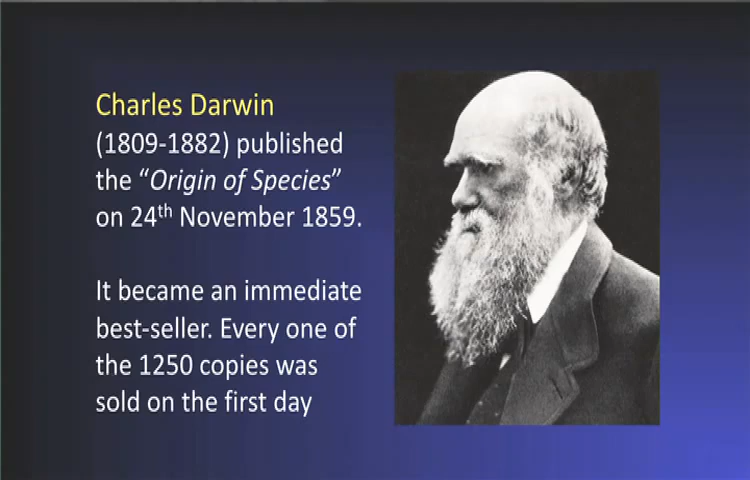 Charles Darwin
(1809-1882) published
the “Origin of Species”
on 24th November 1859.
It became an immediate
best-seller. Every one of
the 1250 copies was
sold on the first day